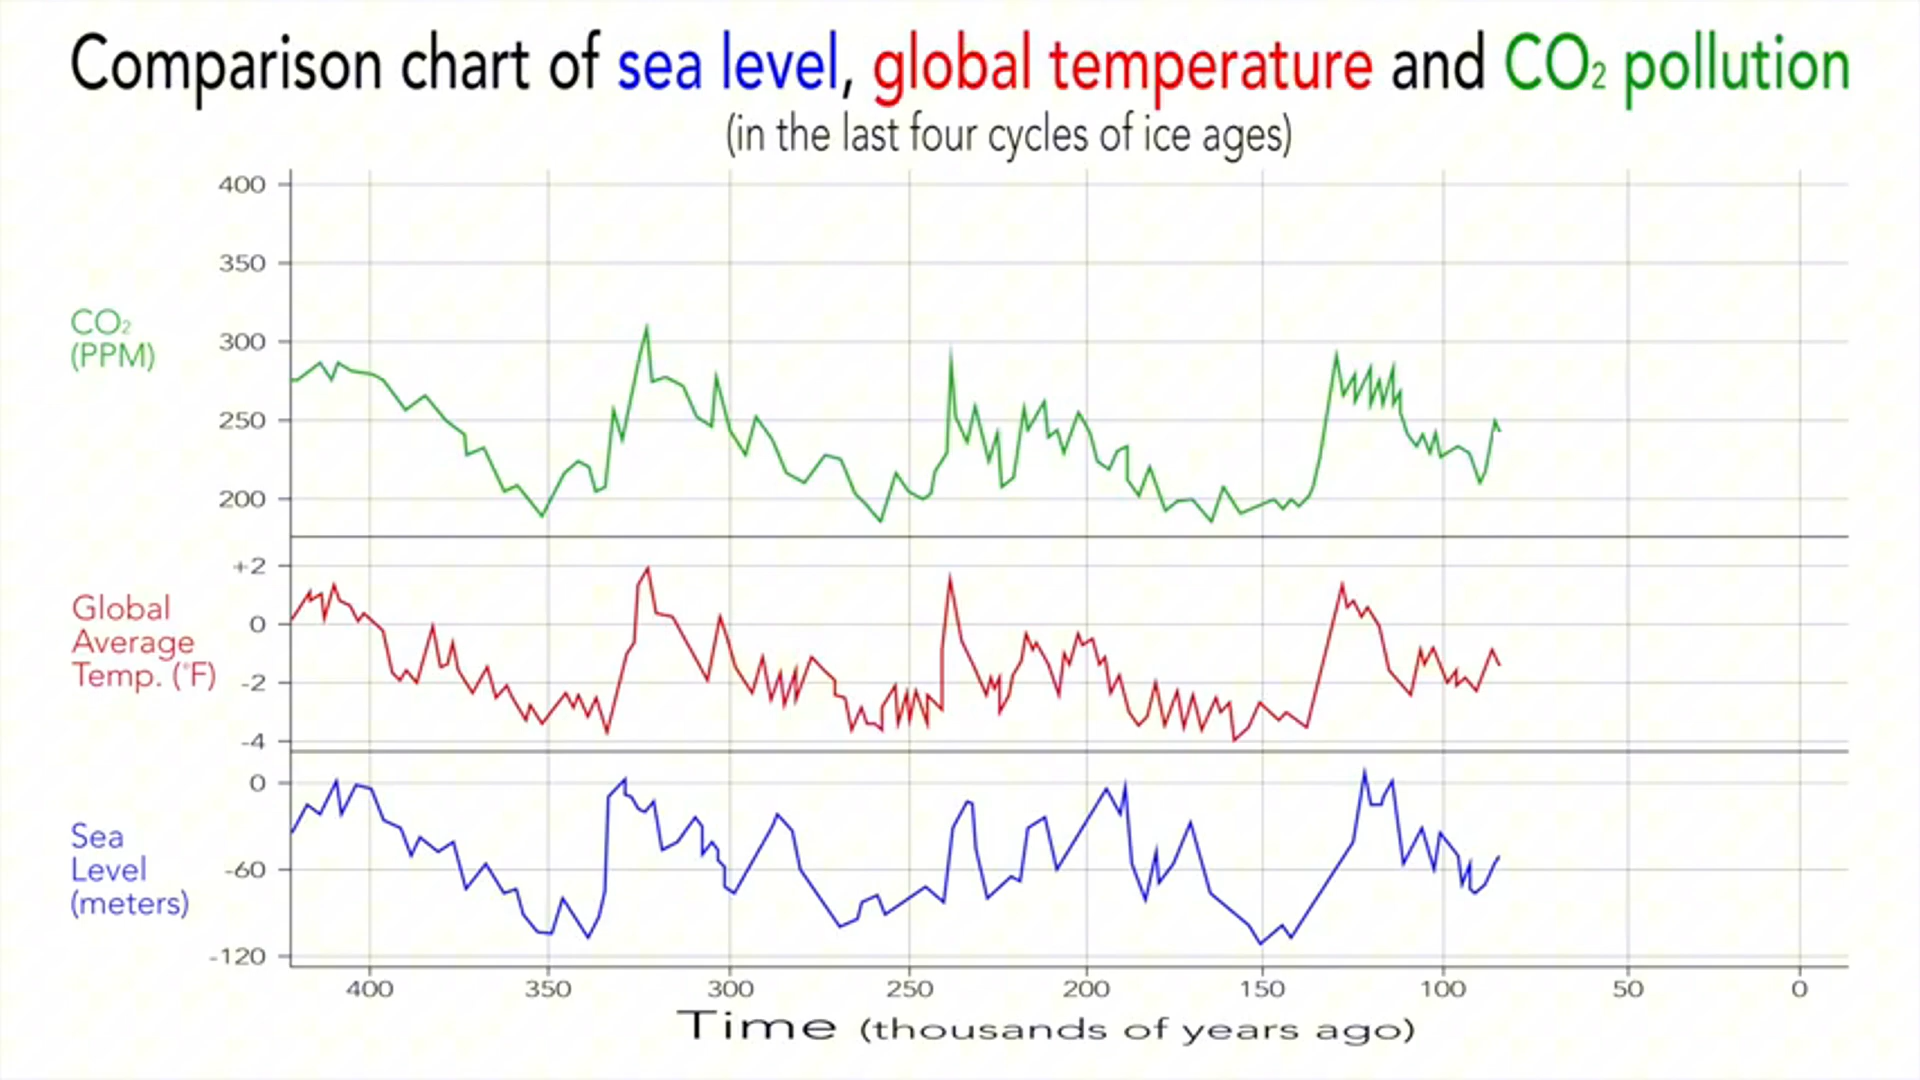 Comparison chart of sea level, global temperature and CO₂ pollution
(in the last four cycles of ice ages)
400
350
CO₂
(PPM)
300
250
200
+2
Global
Average
Temp. (°F)
0
-2
-4
0
Sea
Level
(meters)
-60
-120
400 350 300 250 200 150 100 50 0
Time (thousands of years ago)